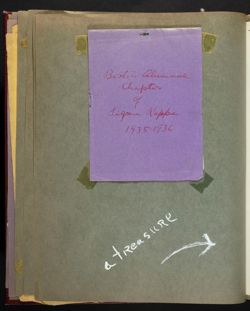 Boston Alumnae
Chapter
of
Sigma Kappa
1935-1936
a treasure